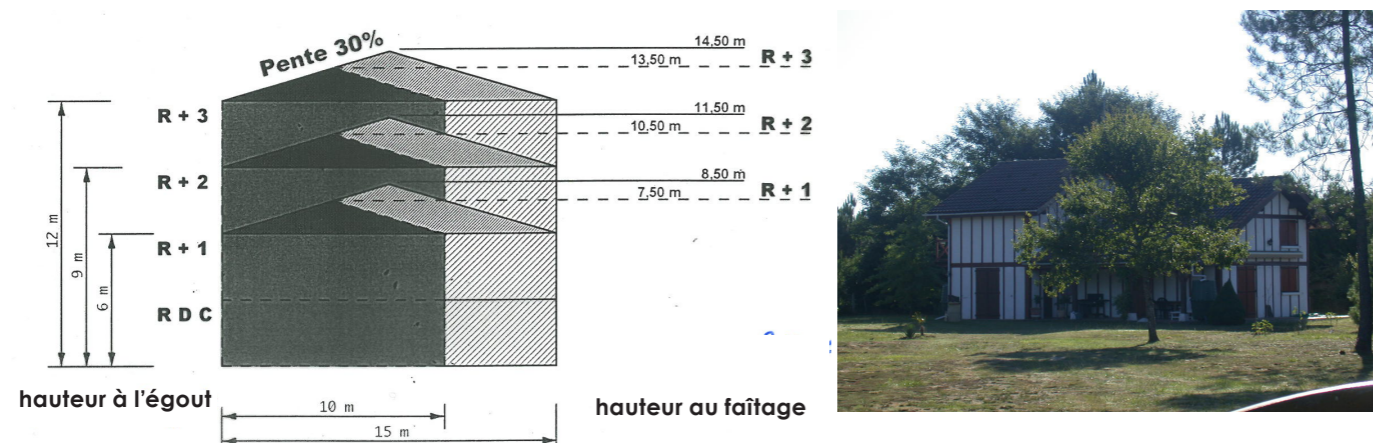 Pente 30%
14,50 m
13,50 m
R + 3
11,50 m
10,50 m
R + 2
8,50 m
7,50 m
R + 1
R + 3
R + 2
R + 1
R D C
12 m
9 m
6 m
hauteur à l'égout
10 m
15 m
hauteur au faîtage